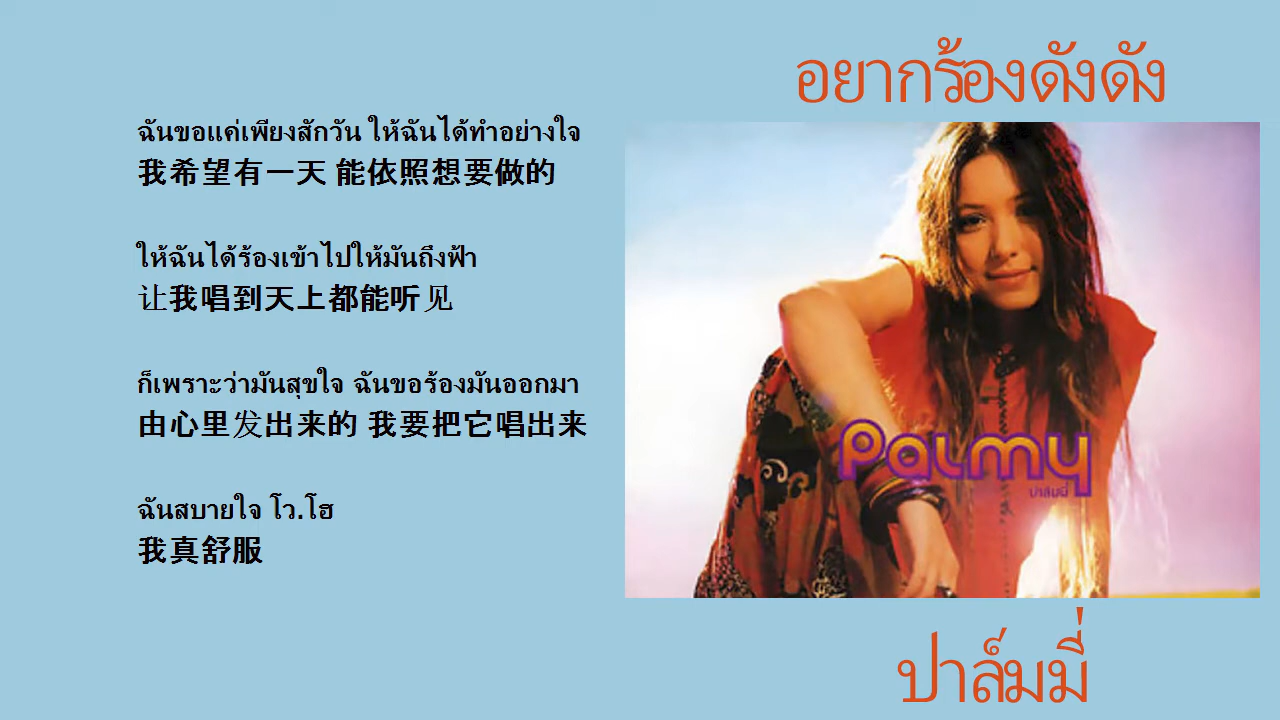 อยากร้องดังดัง
ฉันขอแค่เพียงสักวัน ให้ฉันได้ทำอย่างใจ
我希望有一天 能依照想要做的
ให้ฉันได้ร้องเข้าไปให้มันถึงฟ้า
让我唱到天上都能听见
ก็เพราะว่ามันสุขใจ ฉันขอร้องมันออกมา
由心里发出来的 我要把它唱出来
ฉันสบายใจ โว.โฮ
我真舒服
Palmy
ปาล์มมี่
ปาล์มมี่